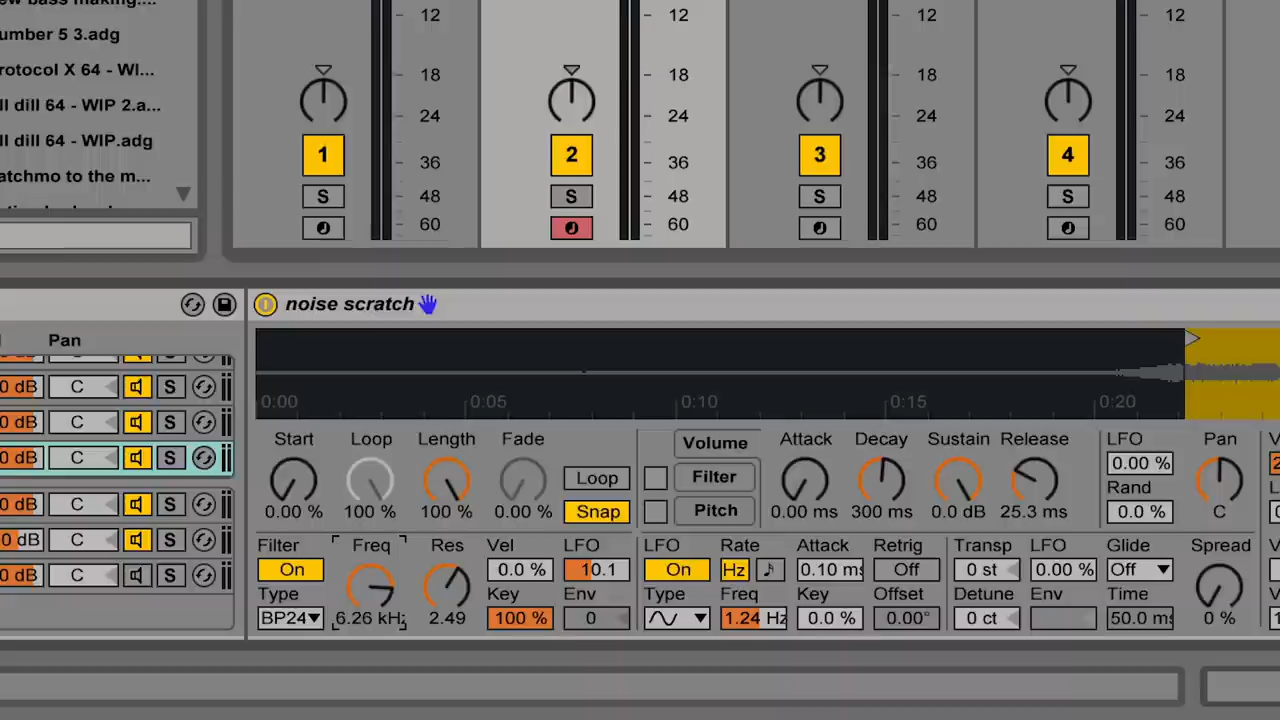 12 12 12 12
umber 5 3.adg
rotocol X 64 - WI...
18 18 18 18
ll dill 64 - WIP 2.a...
24 24 24 24
ll dill 64 - WIP.adg
1 2 3 4
36 36 36 36
atchmo to the m...
S S S S
48 48 48 48
60 60 60 60
noise scratch
Pan
0 dB C S
0 dB C S
0 dB C S
0 dB C S
0 dB C S
0 dB C S
0:00 0:05 0:10 0:15 0:20
Start Loop Length Fade
0.00 % 100 % 100 % 0.00 %
Loop
Snap
Volume
Filter
Pitch
Attack Decay Sustain Release
0.00 ms 300 ms 0.0 dB 25.3 ms
LFO
0.00 %
Rand
0.0 %
Pan
C
Filter Freq Res Vel LFO
On 0.0 % 10.1
Type Key Env
BP24 6.26 kHz 2.49 100 % 0
LFO Rate Attack Retrig
On Hz 0.10 ms Off
Type Freq Key Offset
1.24 Hz 0.0 % 0.00°
Transp LFO Glide Spread
0 st 0.00 % Off
Detune Env Time
0 ct 50.0 ms 0 %